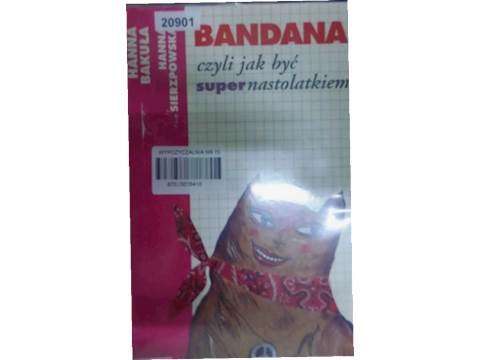 20901
HANNA
BAKUŁA
HANNA
SIERZPOWSKA
BANDANA
czyli jak być
super nastolatkiem